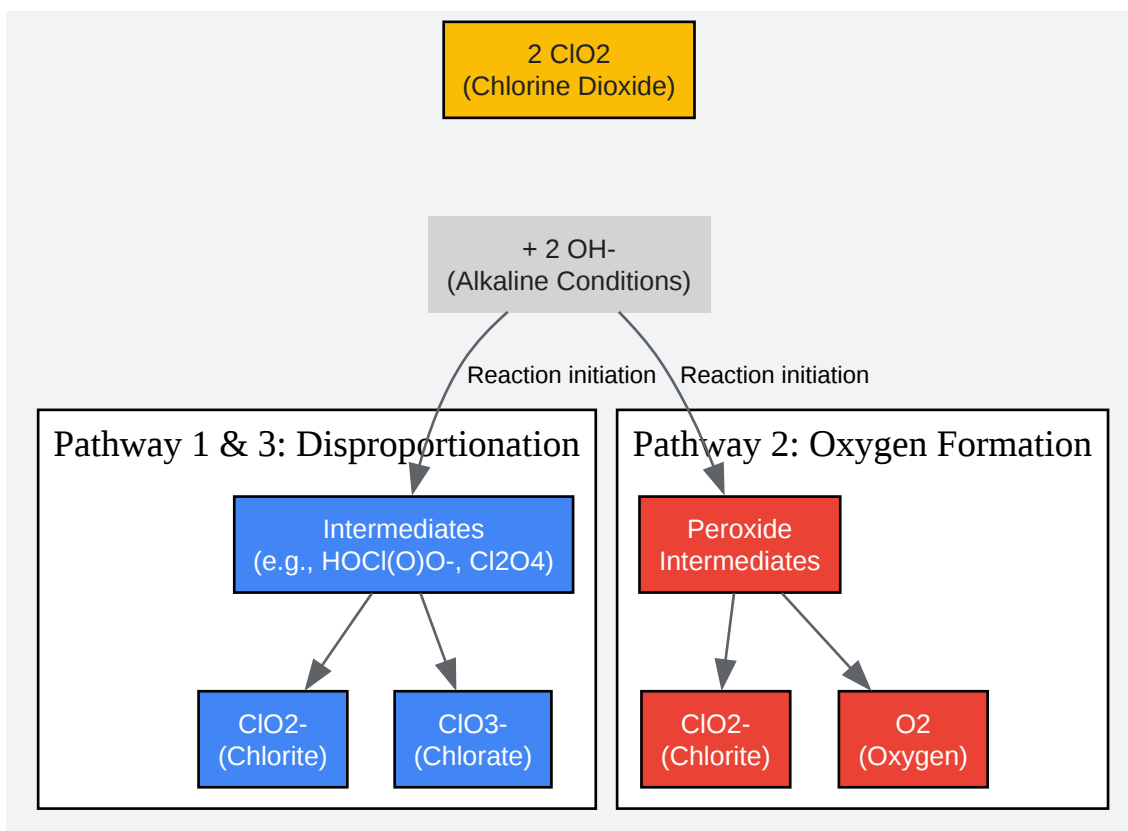 2 ClO2
(Chlorine Dioxide)
+ 2 OH-
(Alkaline Conditions)
Reaction initiation
Reaction initiation
Pathway 1 & 3: Disproportionation
Pathway 2: Oxygen Formation
Intermediates
(e.g., HOCl(O)O-, Cl2O4)
Peroxide
Intermediates
ClO2-
(Chlorite)
ClO3-
(Chlorate)
ClO2-
(Chlorite)
O2
(Oxygen)